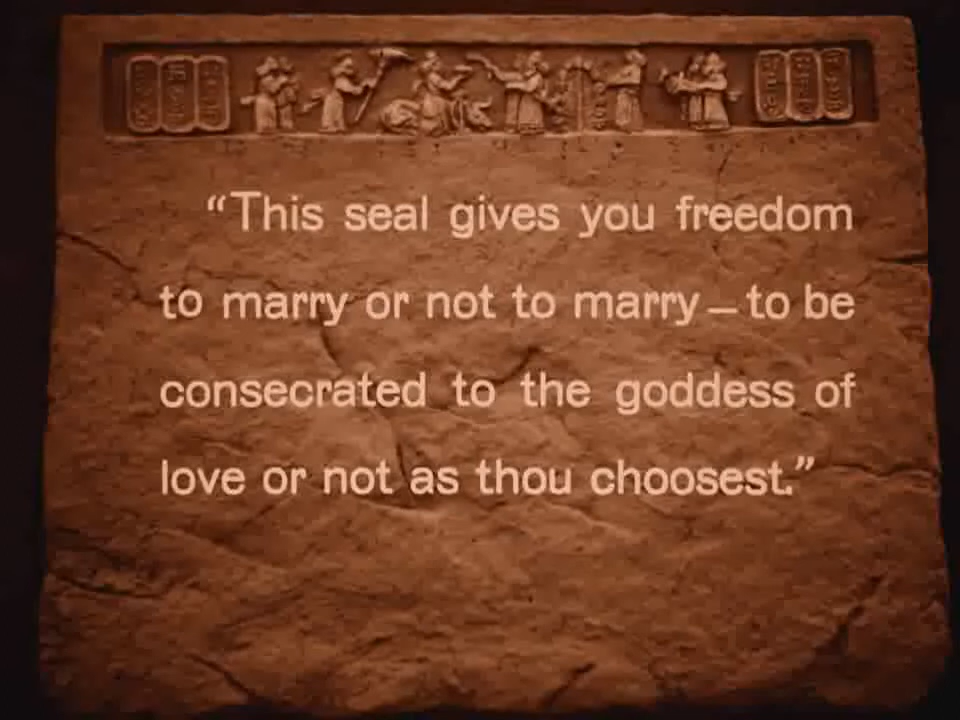 “This seal gives you freedom
to marry or not to marry – to be
consecrated to the goddess of
love or not as thou choosest.”